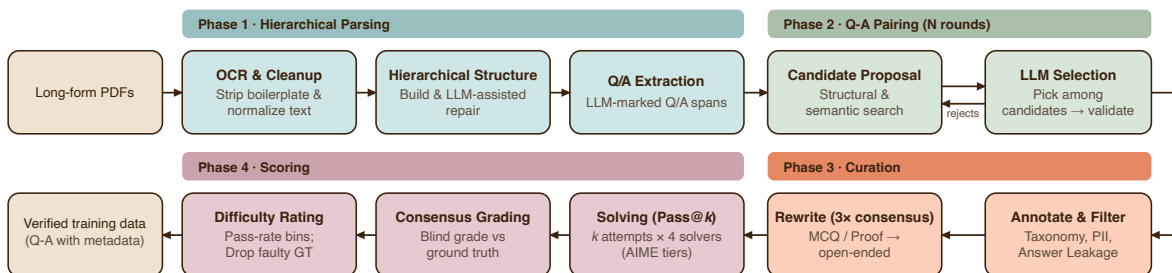 Phase 1 · Hierarchical Parsing
Phase 2 · Q-A Pairing (N rounds)
Long-form PDFs
OCR & Cleanup
Strip boilerplate &
normalize text
Hierarchical Structure
Build & LLM-assisted
repair
Q/A Extraction
LLM-marked Q/A spans
Candidate Proposal
Structural &
semantic search
rejects
LLM Selection
Pick among
candidates → validate
Phase 4 · Scoring
Phase 3 · Curation
Verified training data
(Q-A with metadata)
Difficulty Rating
Pass-rate bins;
Drop faulty GT
Consensus Grading
Blind grade vs
ground truth
Solving (Pass@k)
k attempts × 4 solvers
(AIME tiers)
Rewrite (3× consensus)
MCQ / Proof →
open-ended
Annotate & Filter
Taxonomy, PII,
Answer Leakage